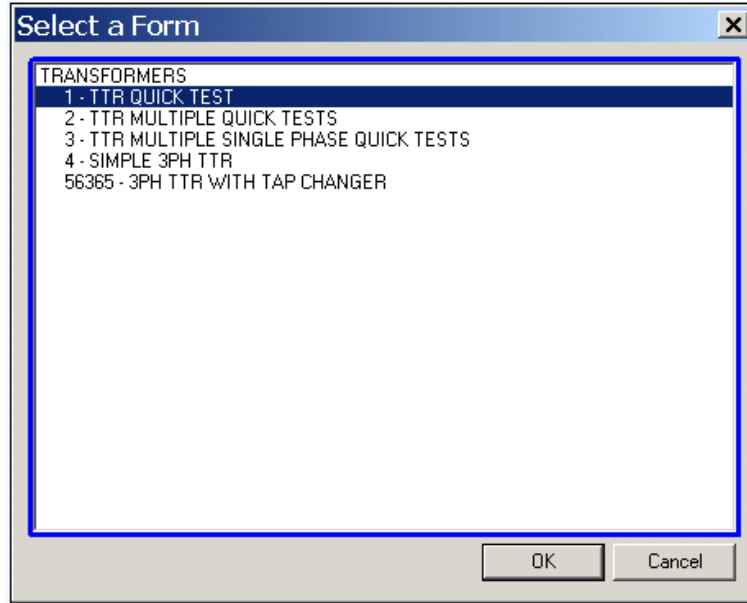 Select a Form
TRANSFORMERS
1 - TTR QUICK TEST
2 - TTR MULTIPLE QUICK TESTS
3 - TTR MULTIPLE SINGLE PHASE QUICK TESTS
4 - SIMPLE 3PH TTR
56365 - 3PH TTR WITH TAP CHANGER
OK
Cancel